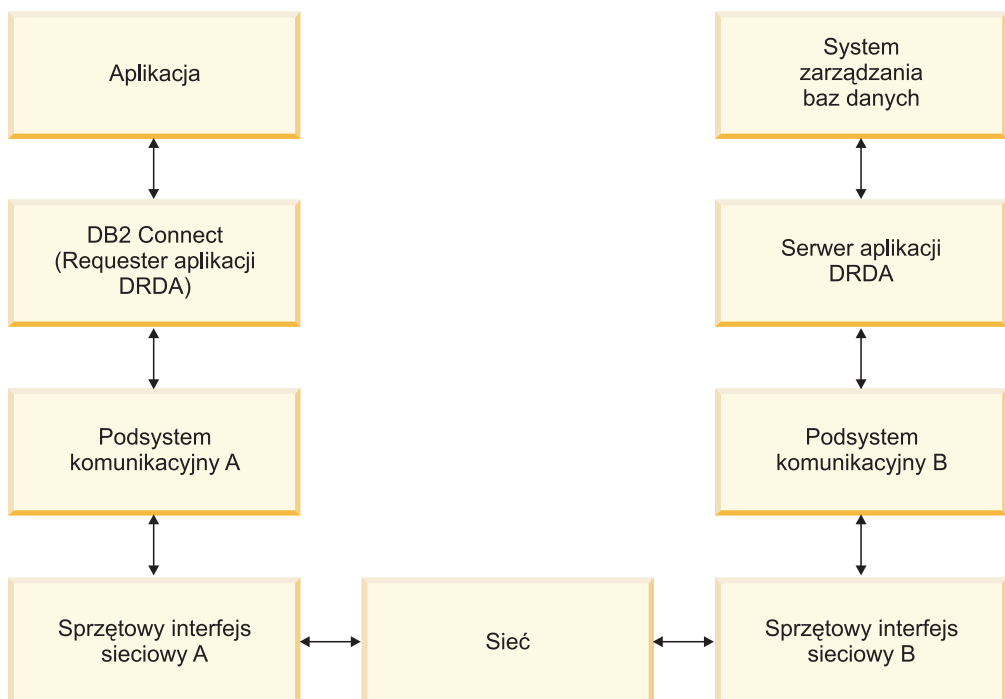 Aplikacja
System
zarządzania
baz danych
DB2 Connect
(Requester aplikacji
DRDA)
Serwer aplikacji
DRDA
Podsystem
komunikacyjny A
Podsystem
komunikacyjny B
Sprzętowy interfejs
sieciowy A
Sieć
Sprzętowy interfejs
sieciowy B